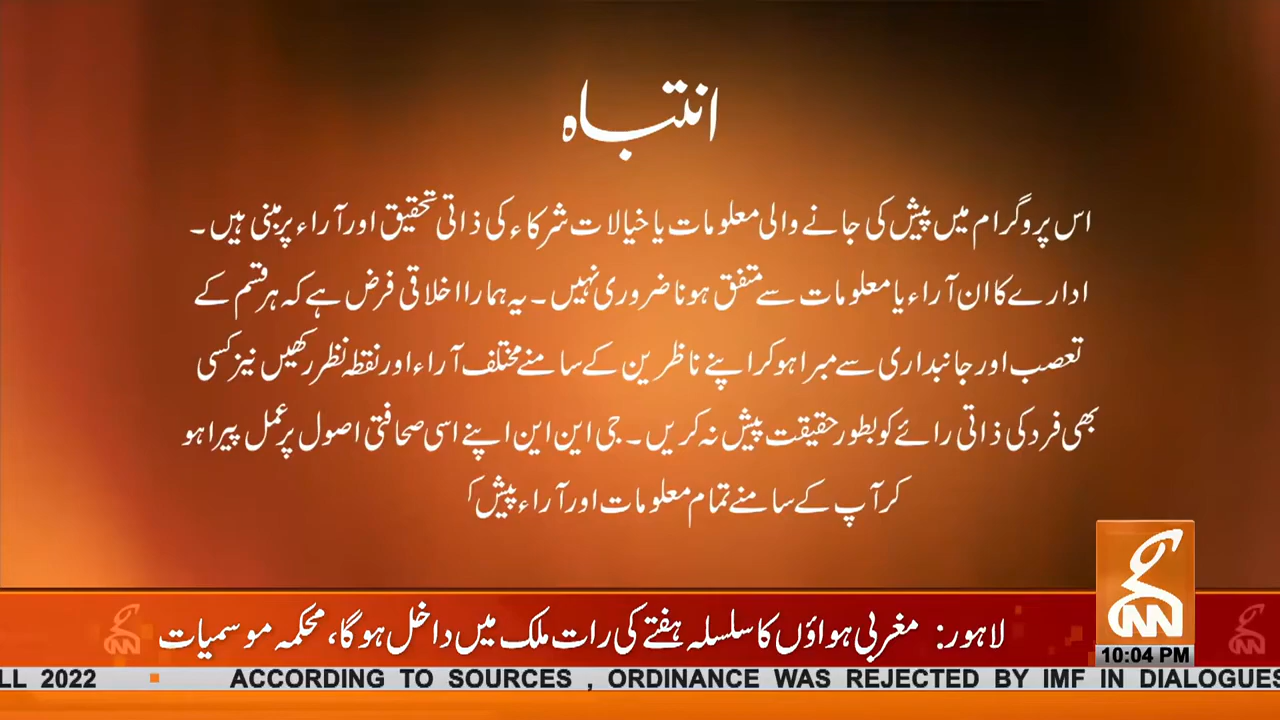 انتباہ
اس پروگرام میں پیش کی جانے والی معلومات یا خیالات شرکاء کی ذاتی تحقیق اور آراء پر مبنی ہیں۔
ادارے کا ان آراء یا معلومات سے متفق ہونا ضروری نہیں۔ یہ ہمارا اخلاقی فرض ہے کہ ہر قسم کے
تعصب اور جانبداری سے مبرا ہو کر اپنے ناظرین کے سامنے مختلف آراء اور نقطہ نظر رکھیں نیز کسی
بھی فرد کی ذاتی رائے کو بطور حقیقت پیش نہ کریں۔ جی این این اپنے اسی صحافتی اصول پر عمل پیرا ہو
کر آپ کے سامنے تمام معلومات اور آراء پیش
GNN
10:04 PM
لاہور: مغربی ہواؤں کا سلسلہ ہفتے کی رات ملک میں داخل ہوگا، محکمہ موسمیات
LL 2022 ▪ ACCORDING TO SOURCES , ORDINANCE WAS REJECTED BY IMF IN DIALOGUES